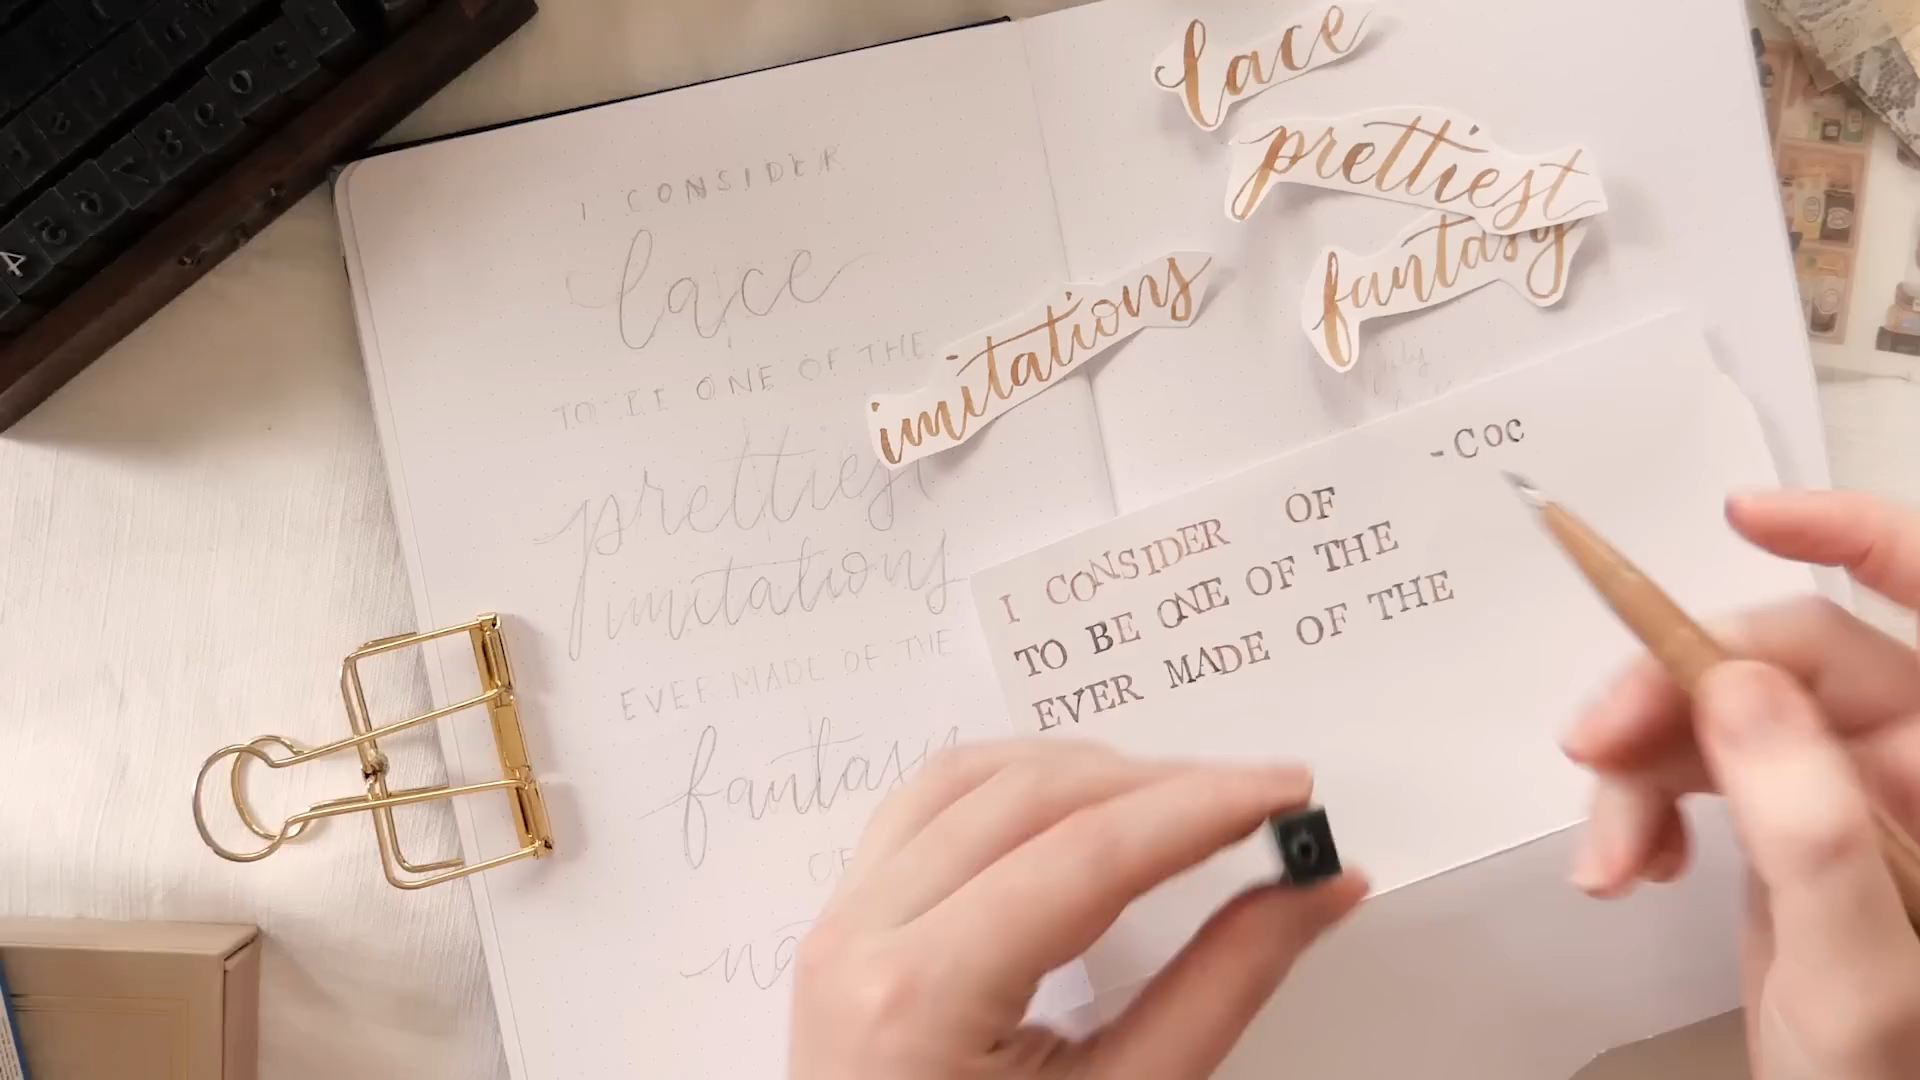 I CONSIDER
lace
TO BE ONE OF THE
prettiest
imitations
EVER MADE OF THE
fantasy
OF
lace
prettiest
fantasy
imitations
-COC
I CONSIDER OF
TO BE ONE OF THE
EVER MADE OF THE